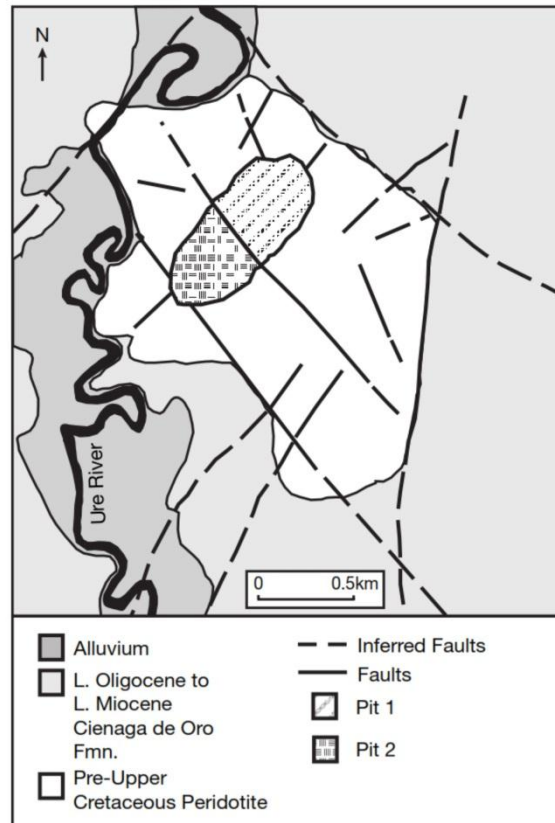 N
Ure River
0 0.5km
Alluvium
L. Oligocene to
L. Miocene
Cienaga de Oro
Fmn.
Pre-Upper
Cretaceous Peridotite
Inferred Faults
Faults
Pit 1
Pit 2